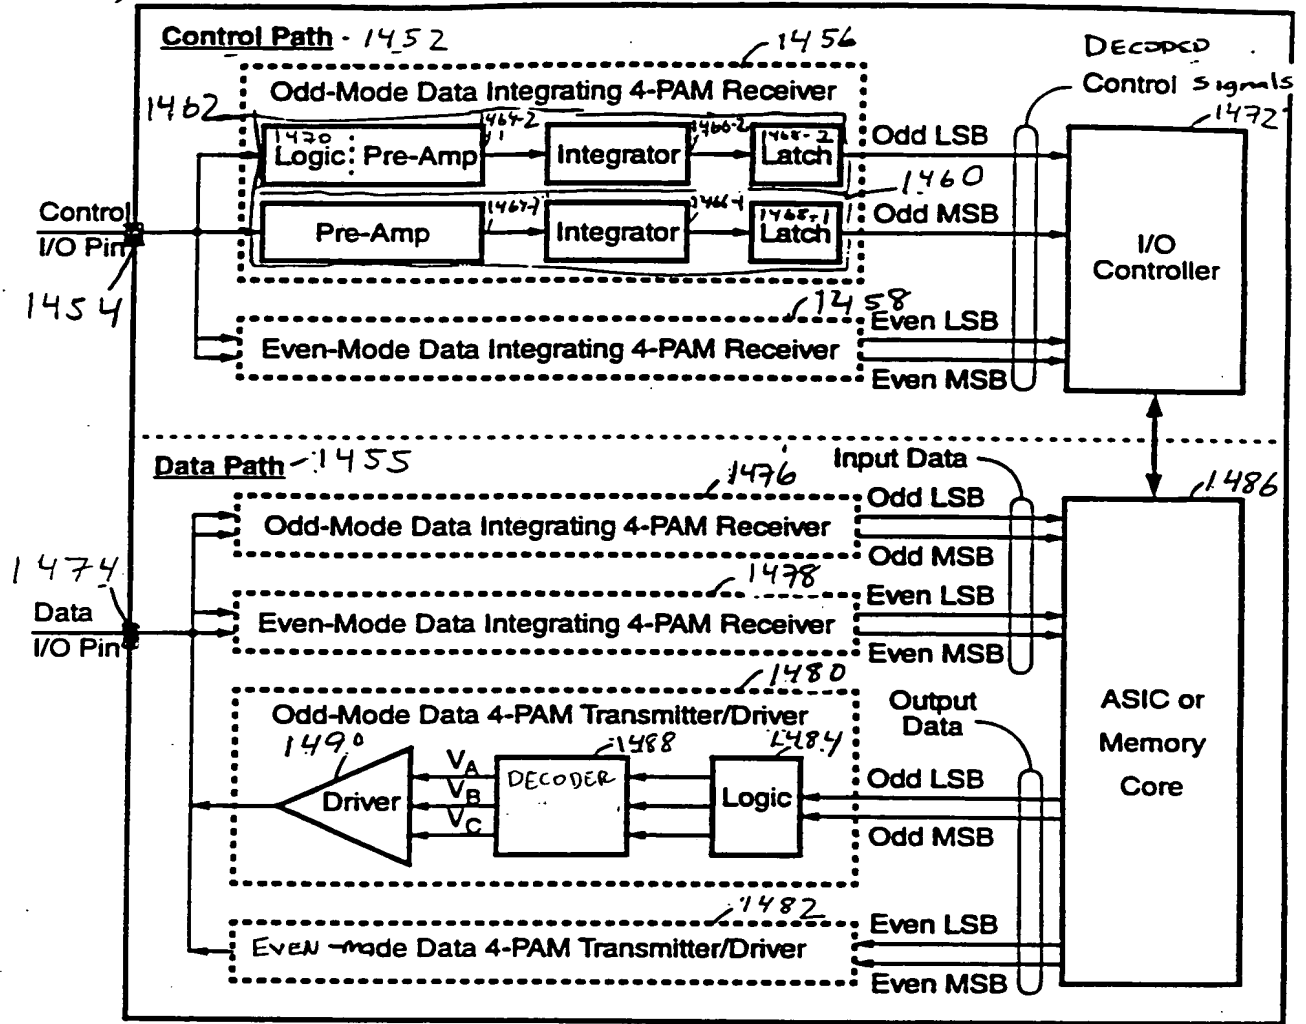 Control Path - 1452
1456
DECODED
Control signals
Odd-Mode Data Integrating 4-PAM Receiver
1462
1472
1470
Logic
Pre-Amp
1464-2
Integrator
1466-2
1468-2
Latch
Odd LSB
1460
Control
I/O Pin
1454
Pre-Amp
1464-1
Integrator
1466-1
1468-1
Latch
Odd MSB
I/O
Controller
1458
Even-Mode Data Integrating 4-PAM Receiver
Even LSB
Even MSB
Data Path - 1455
1476
Input Data
1486
Odd-Mode Data Integrating 4-PAM Receiver
Odd LSB
Odd MSB
1474
Data
I/O Pin
1478
Even-Mode Data Integrating 4-PAM Receiver
Even LSB
Even MSB
1480
Output
Data
ASIC or
Memory
Core
Odd-Mode Data 4-PAM Transmitter/Driver
1490
1488
1484
Driver
VA
VB
VC
DECODER
Logic
Odd LSB
Odd MSB
1482
EVEN-mode Data 4-PAM Transmitter/Driver
Even LSB
Even MSB